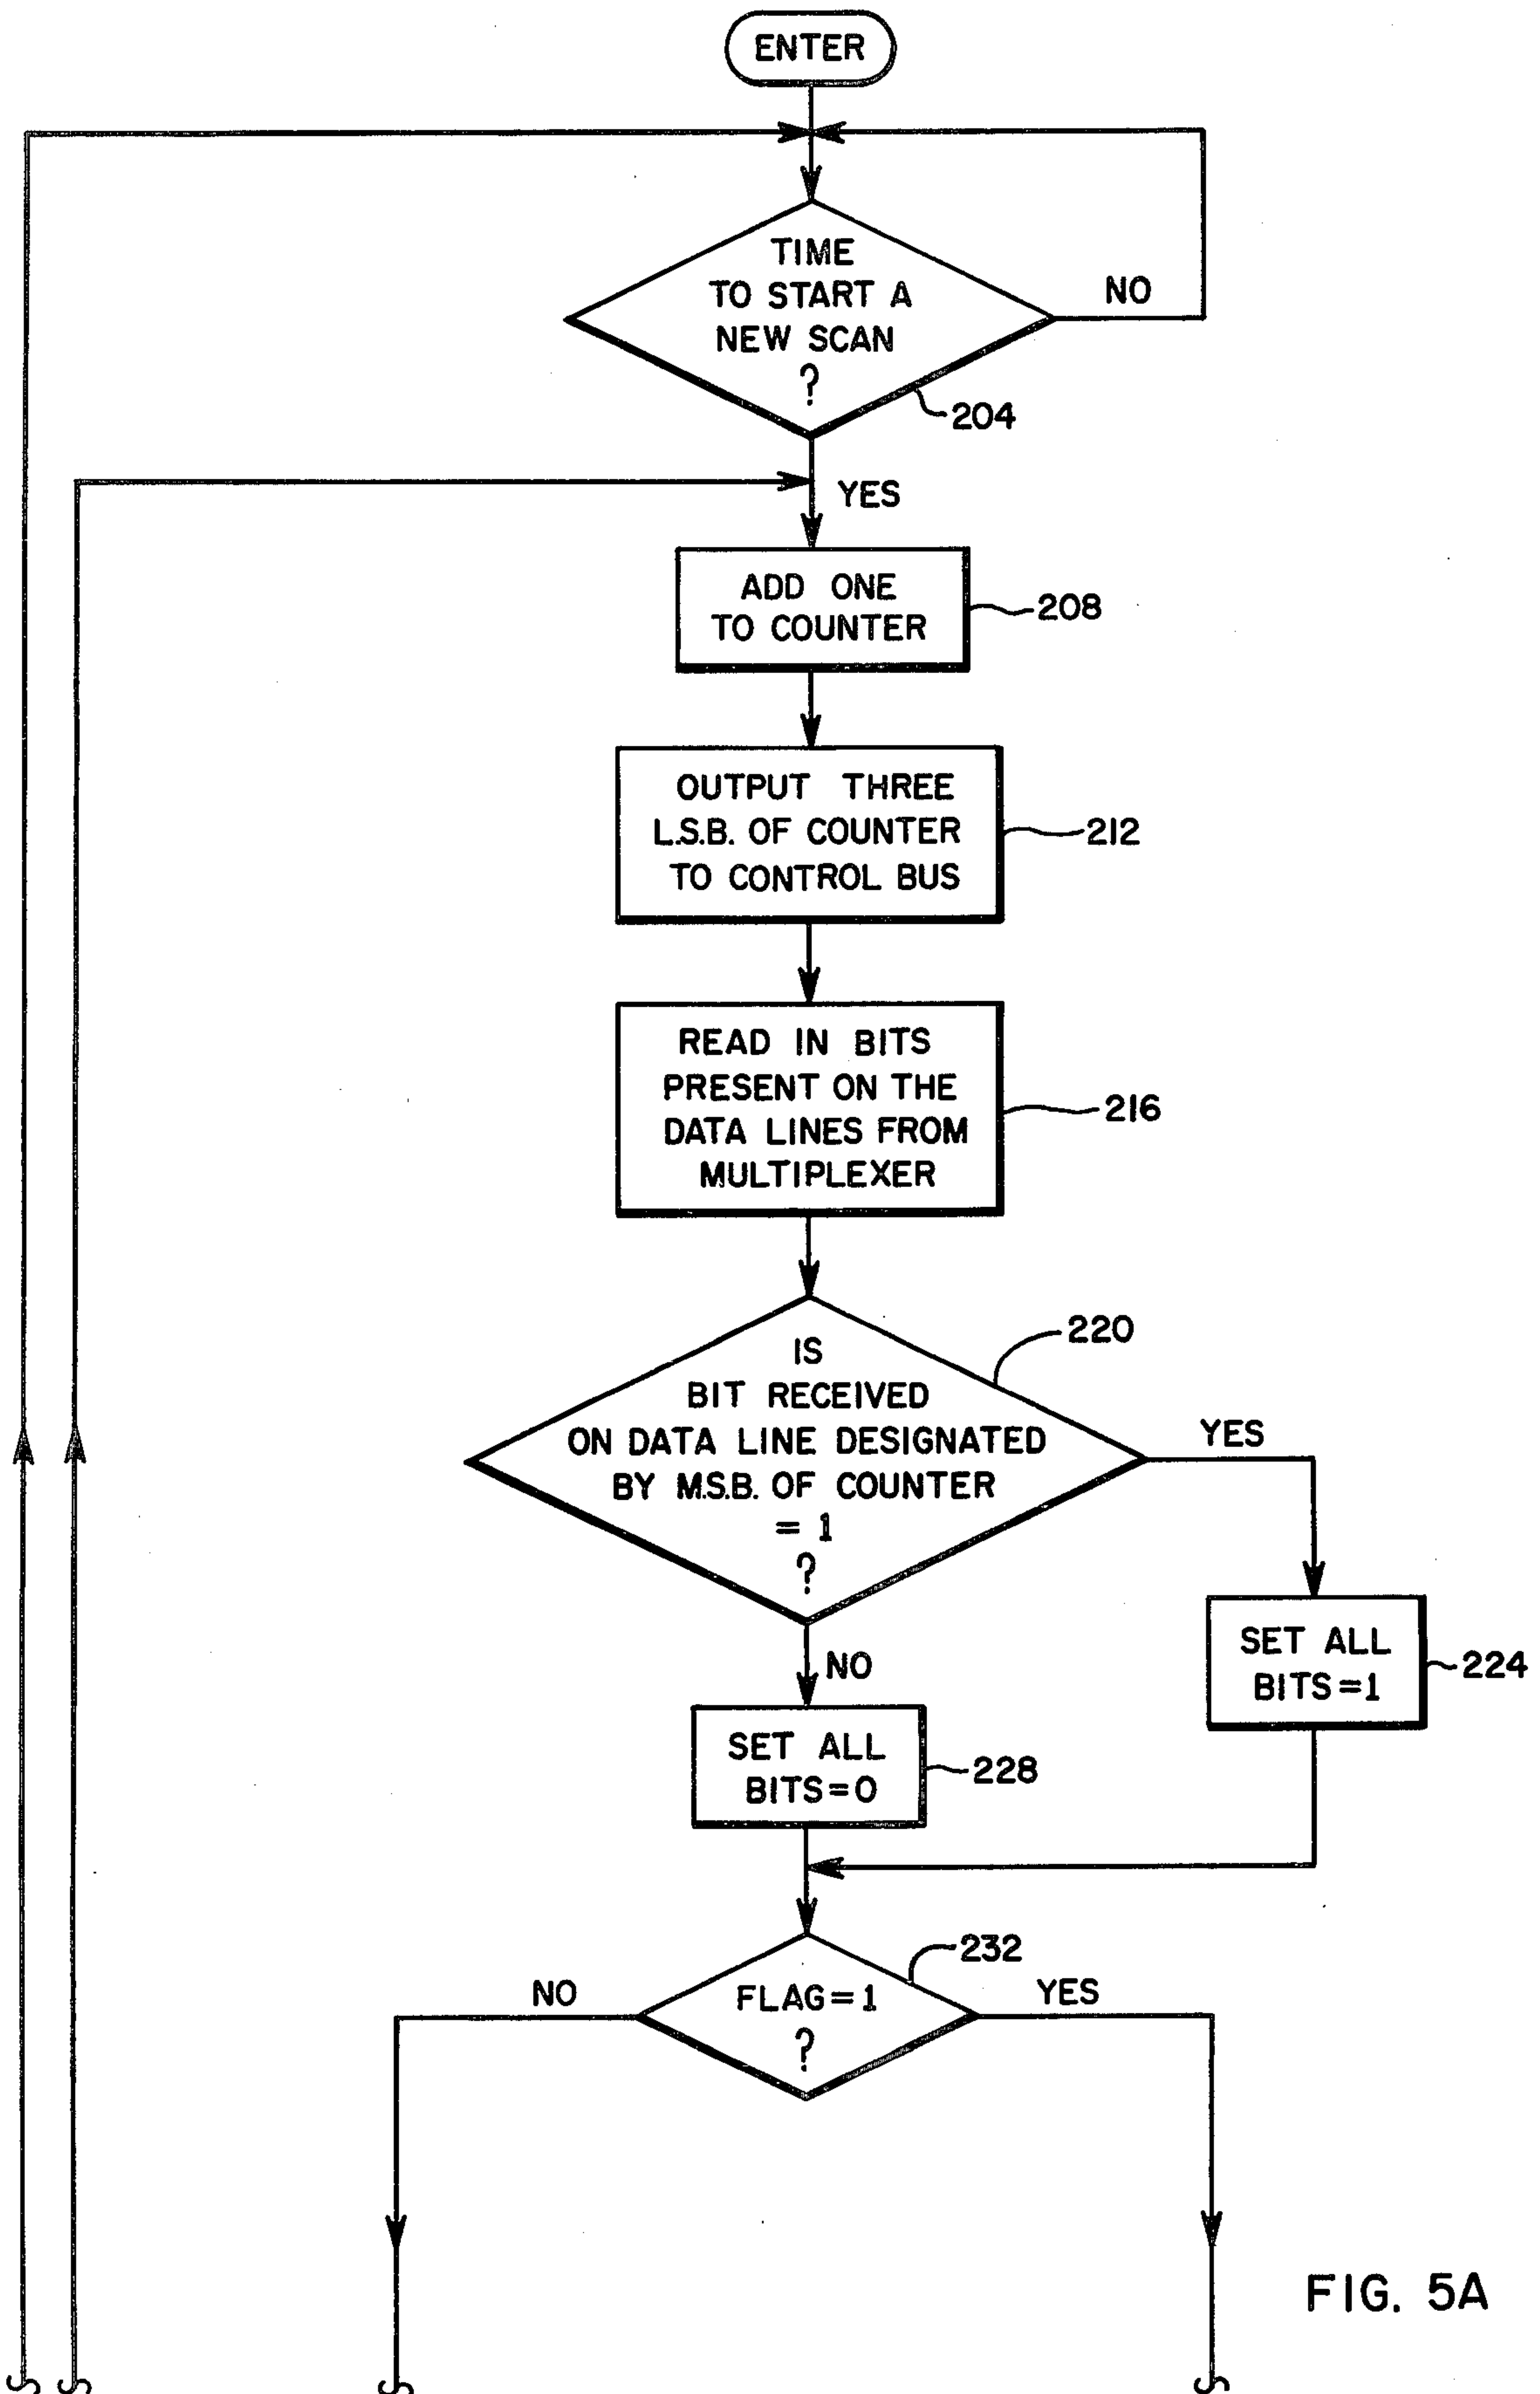 ENTER
TIME
TO START A
NEW SCAN
?
NO
204
YES
ADD ONE
TO COUNTER
208
OUTPUT THREE
L.S.B. OF COUNTER
TO CONTROL BUS
212
READ IN BITS
PRESENT ON THE
DATA LINES FROM
MULTIPLEXER
216
IS
BIT RECEIVED
ON DATA LINE DESIGNATED
BY M.S.B. OF COUNTER
= 1
?
220
YES
NO
SET ALL
BITS=1
224
SET ALL
BITS=0
228
FLAG=1
?
232
NO
YES
FIG. 5A